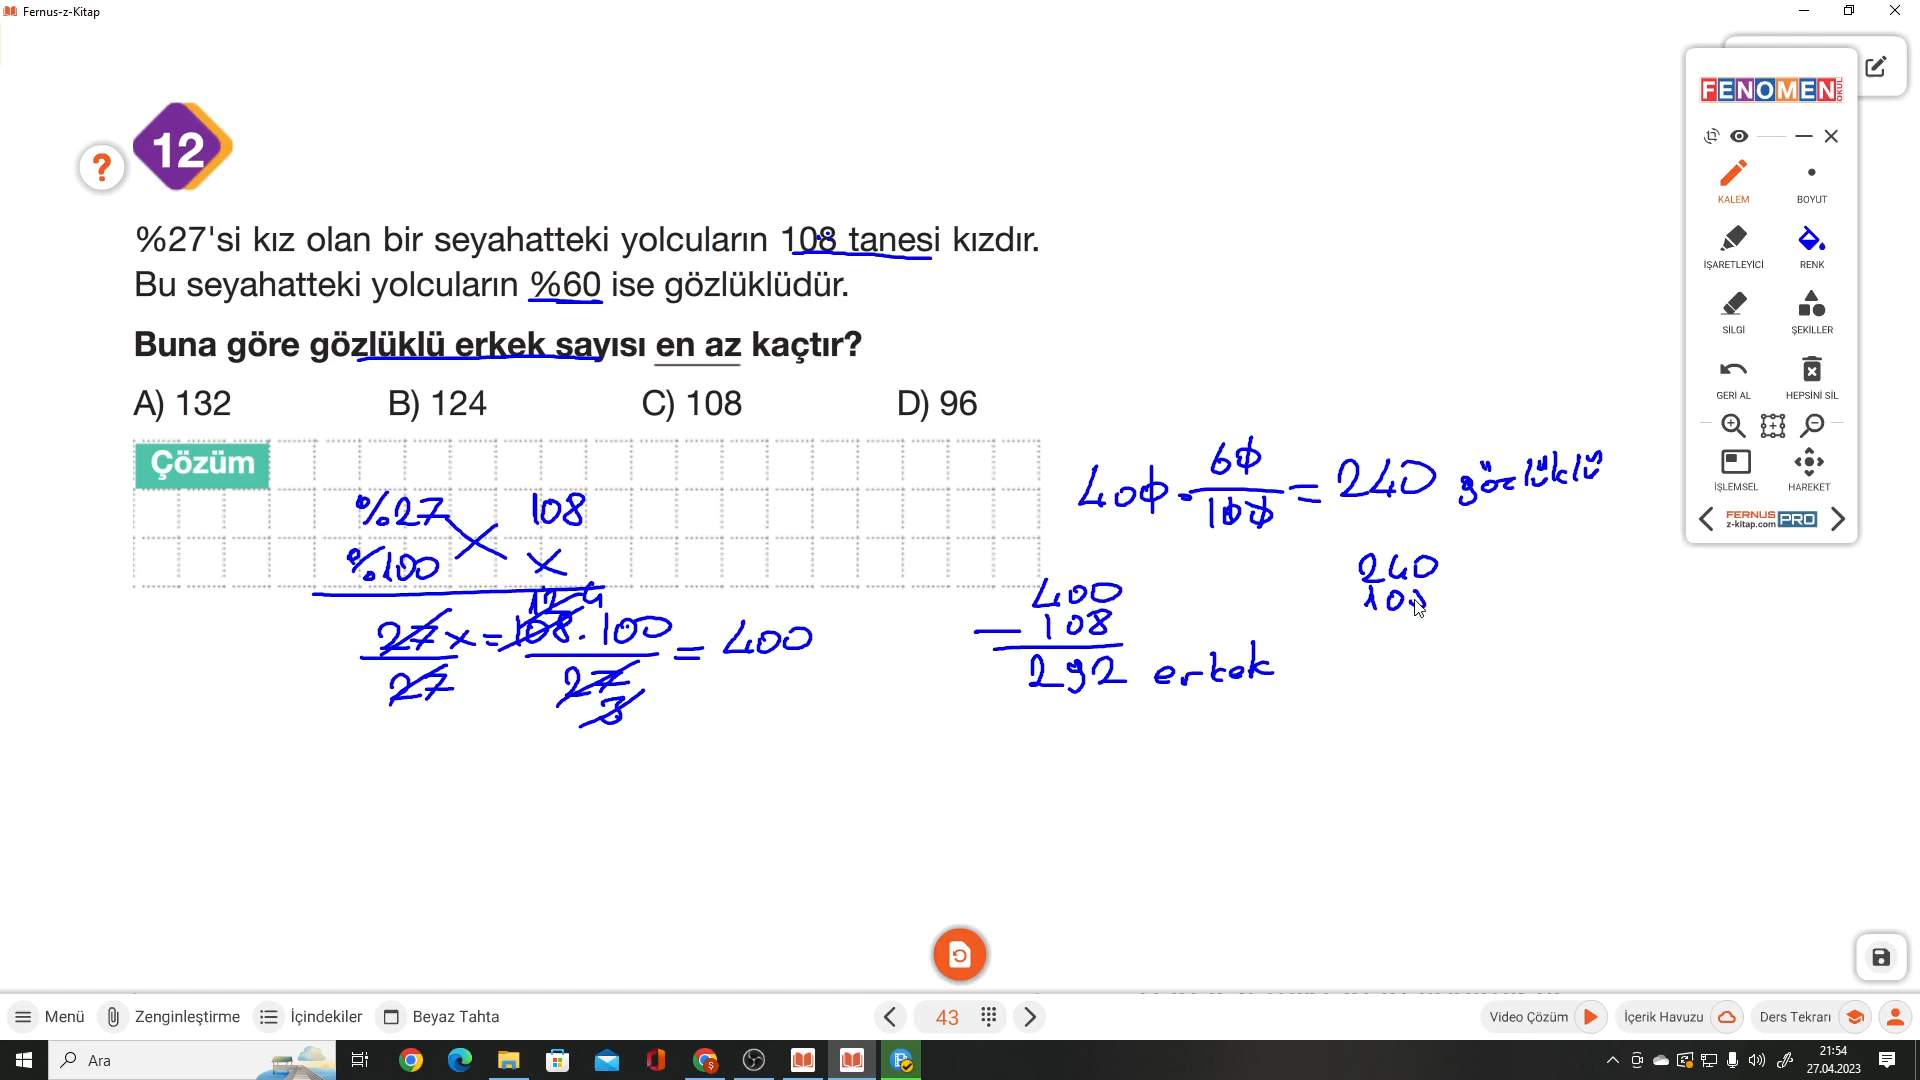 Fernus-z-Kitap
FENOMEN OKUL
12
?
KALEM
BOYUT
%27'si kız olan bir seyahatteki yolcuların 108 tanesi kızdır.
Bu seyahatteki yolcuların %60 ise gözlüklüdür.
İŞARETLEYİCİ
RENK
Buna göre gözlüklü erkek sayısı en az kaçtır?
SİLGİ
ŞEKİLLER
A) 132 B) 124 C) 108 D) 96
GERİ AL
HEPSİNİ SİL
Çözüm
400 . 60/100 = 240 gözlüklü
İŞLEMSEL
HAREKET
FERNUS z-kitap.com PRO
%27 108
%100 x
12 4
27x = 108 . 100 = 400
27 27
3
400
— 108
292 erkek
240
108
Menü
Zenginleştirme
İçindekiler
Beyaz Tahta
43
Video Çözüm
İçerik Havuzu
Ders Tekrarı
Ara
21:54
27.04.2023